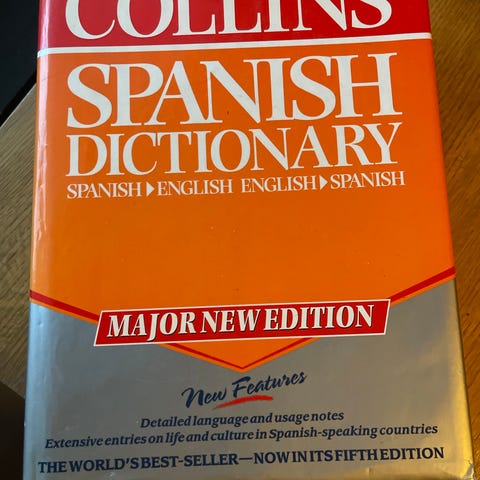 COLLINS
SPANISH
DICTIONARY
SPANISH▶ENGLISH ENGLISH▶SPANISH
MAJOR NEW EDITION
New Features
Detailed language and usage notes
Extensive entries on life and culture in Spanish-speaking countries
THE WORLD'S BEST-SELLER—NOW IN ITS FIFTH EDITION